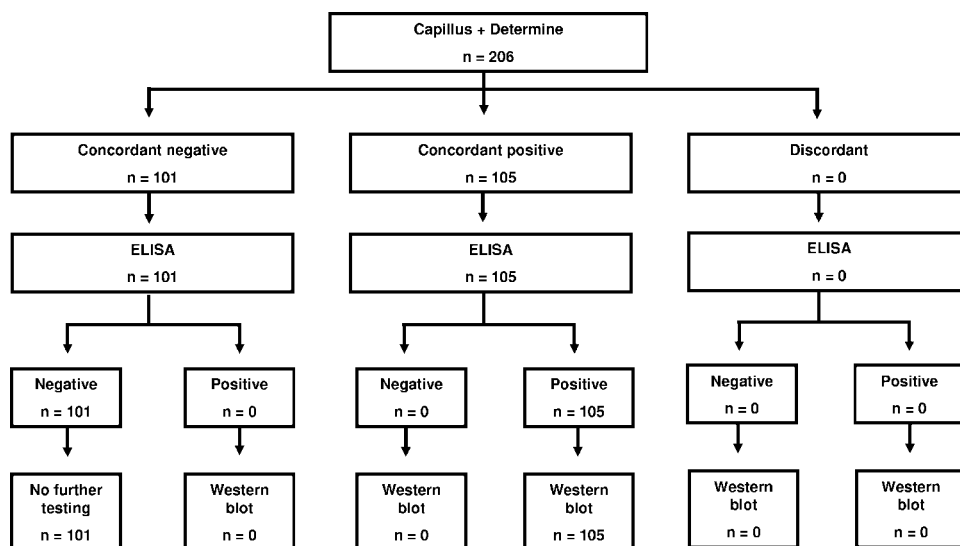 Capillus + Determine
n = 206
Concordant negative
n = 101
Concordant positive
n = 105
Discordant
n = 0
ELISA
n = 101
ELISA
n = 105
ELISA
n = 0
Negative
n = 101
Positive
n = 0
Negative
n = 0
Positive
n = 105
Negative
n = 0
Positive
n = 0
No further
testing
n = 101
Western
blot
n = 0
Western
blot
n = 0
Western
blot
n = 105
Western
blot
n = 0
Western
blot
n = 0